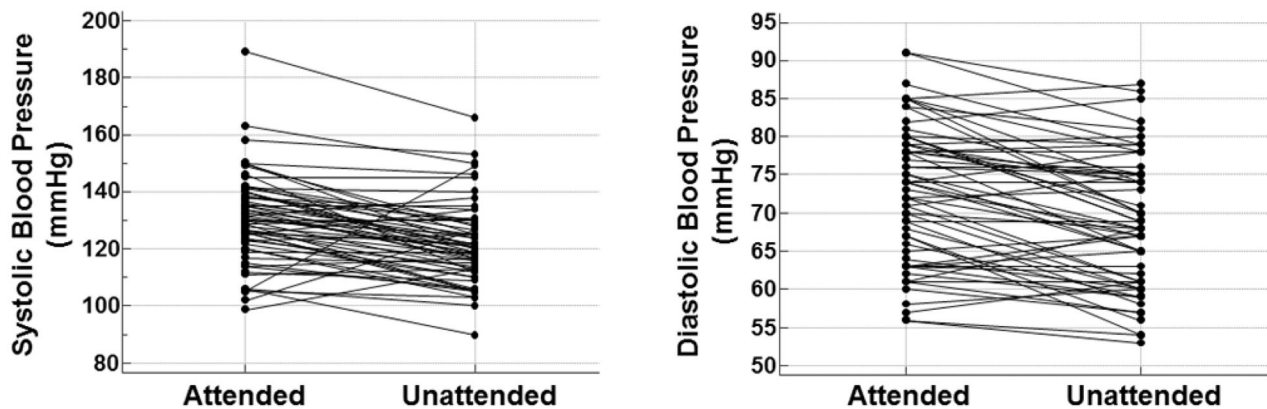 Systolic Blood Pressure
(mmHg)
200
180
160
140
120
100
80
Attended
Unattended
Diastolic Blood Pressure
(mmHg)
95
90
85
80
75
70
65
60
55
50
Attended
Unattended